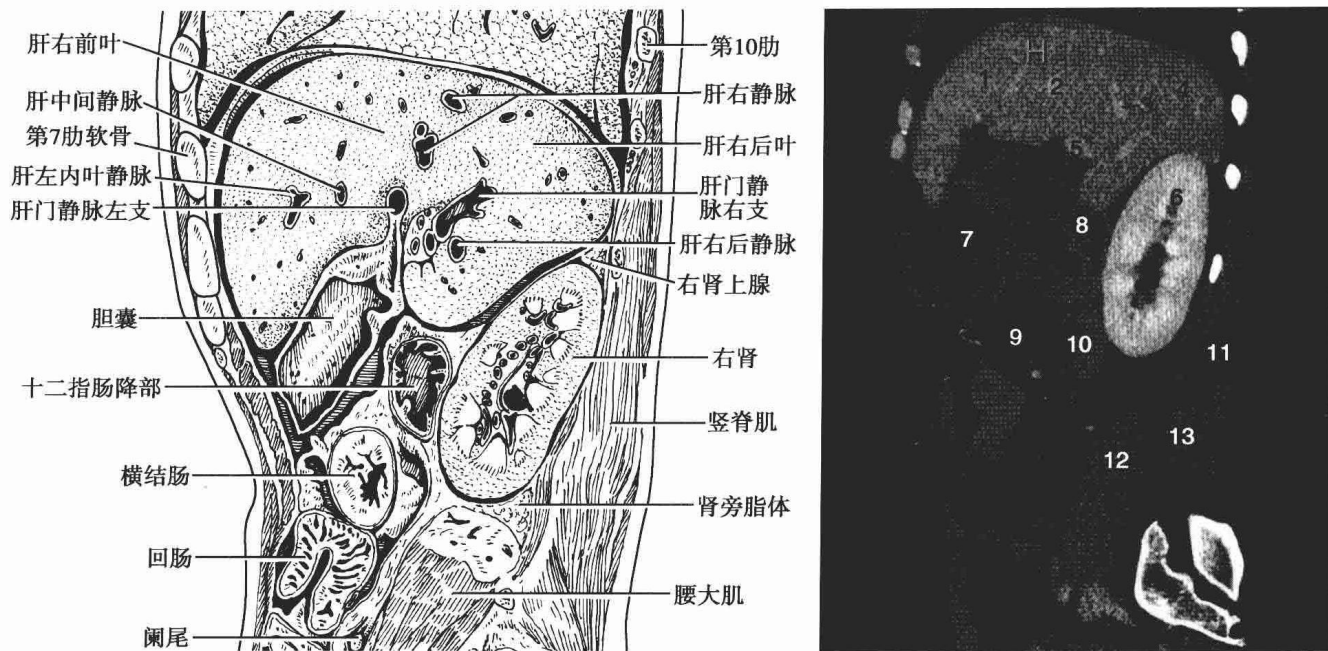 肝右前叶
肝中间静脉
第7肋软骨
肝左内叶静脉
肝门静脉左支
胆囊
十二指肠降部
横结肠
回肠
阑尾
第10肋
肝右静脉
肝右后叶
肝门静
脉右支
肝右后静脉
右肾上腺
右肾
竖脊肌
肾旁脂体
腰大肌
H
1
2
4
5
6
7
8
9
10
11
12
13